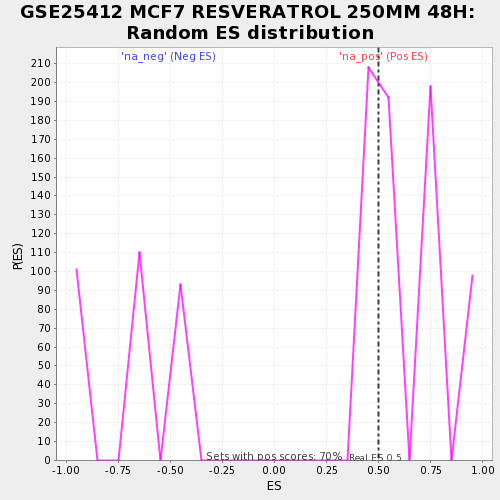 GSE25412 MCF7 RESVERATROL 250MM 48H:
Random ES distribution
'na_neg' (Neg ES)
'na_pos' (Pos ES)
P(ES)
210
200
190
180
170
160
150
140
130
120
110
100
90
80
70
60
50
40
30
20
10
0
Sets with pos scores: 70%
Real ES 0.5
-1.00 -0.75 -0.50 -0.25 0.00 0.25 0.50 0.75 1.00
ES